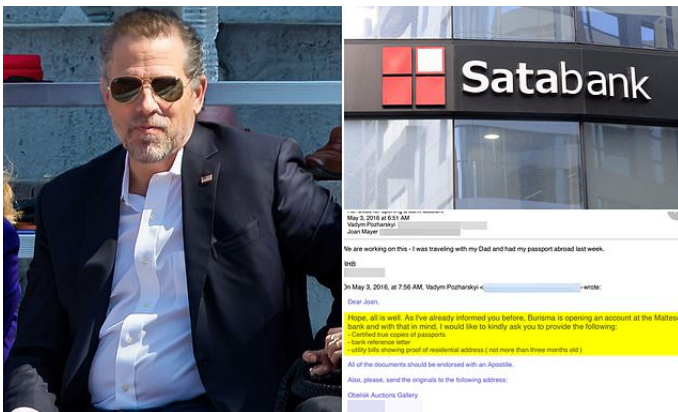 Satabank
May 3, 2016 at 6:51 AM
Vadym Pozharskyi
Joan Mayer
We are working on this - I was traveling with my Dad and had my passport abroad last week.
RHB
On May 3, 2016, at 7:56 AM, Vadym Pozharskyi < wrote:
Dear Joan,
Hope, all is well. As I've already informed you before, Burisma is opening an account at the Maltese
bank and with that in mind, I would like to kindly ask you to provide the following:
- Certified true copies of passports
- bank reference letter
- utility bills showing proof of residential address ( not more than three months old )
All of the documents should be endorsed with an Apostille.
Also, please, send the originals to the following address:
Obelisk Auctions Gallery